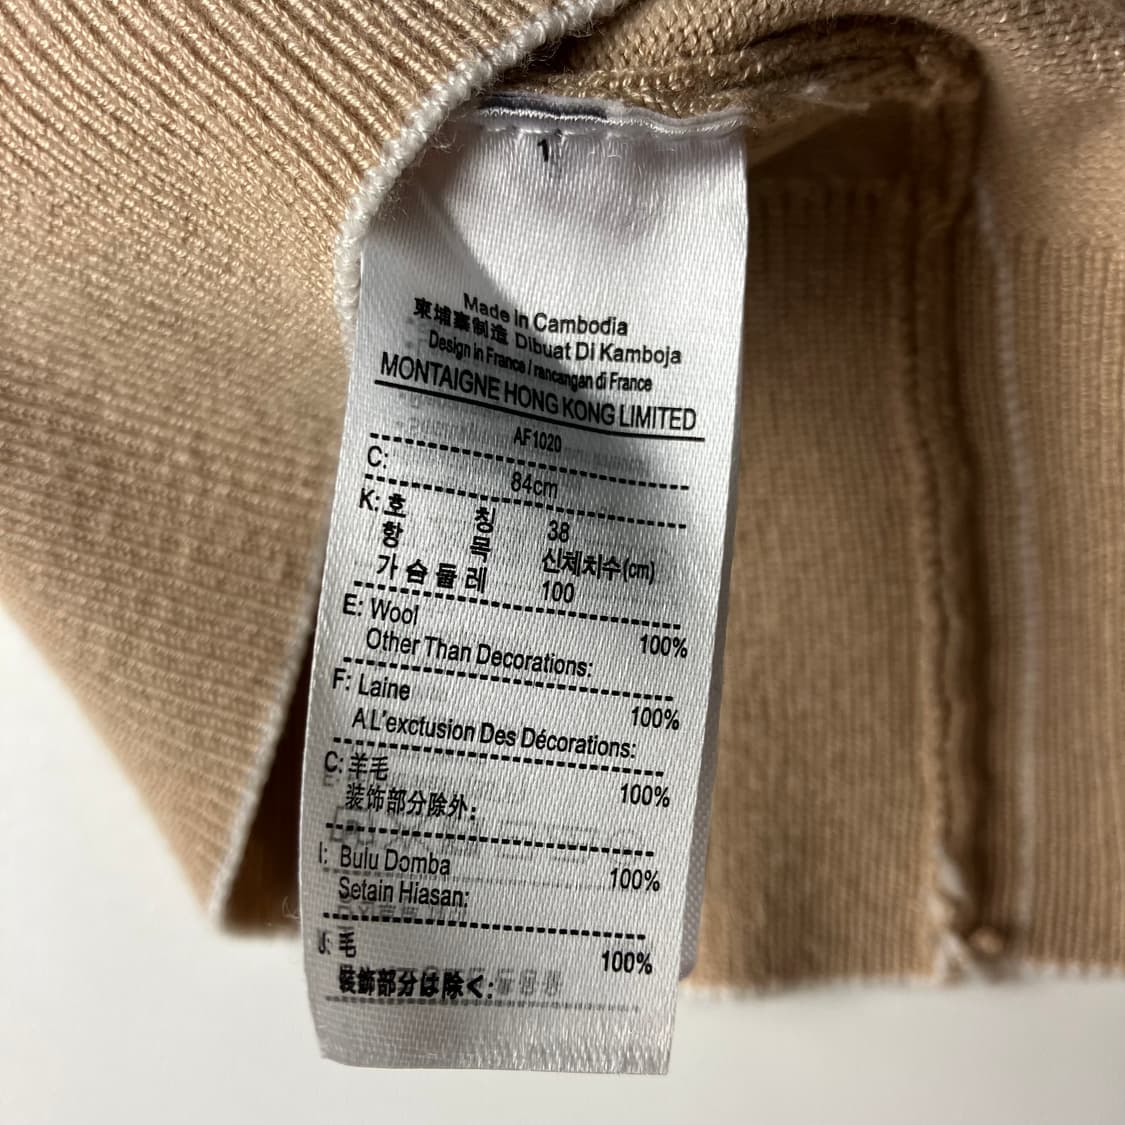 1
Made In Cambodia
柬埔寨制造 Dibuat Di Kamboja
Design in France / rancangan di France
MONTAIGNE HONG KONG LIMITED
AF1020
C: 84cm
K: 호 칭 38
항 목 신체치수(cm)
가슴둘레 100
E: Wool 100%
Other Than Decorations:
F: Laine 100%
A L'exctusion Des Décorations:
C: 羊毛 100%
装饰部分除外:
I: Bulu Domba 100%
Setain Hiasan:
J: 毛 100%
装飾部分は除く: